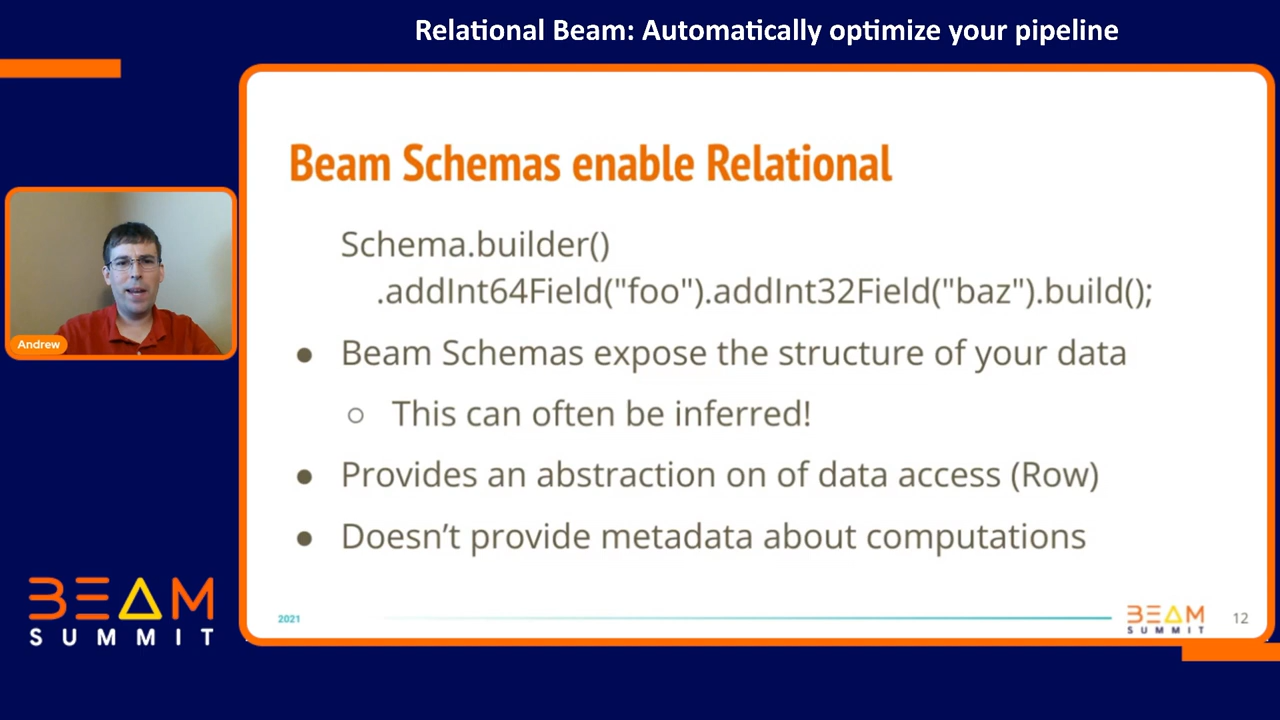 Relational Beam: Automatically optimize your pipeline
Beam Schemas enable Relational
Schema.builder()
.addInt64Field("foo").addInt32Field("baz").build();
● Beam Schemas expose the structure of your data
○ This can often be inferred!
● Provides an abstraction on of data access (Row)
● Doesn’t provide metadata about computations
Andrew
BEAM
SUMMIT
2021
BEAM
SUMMIT
12